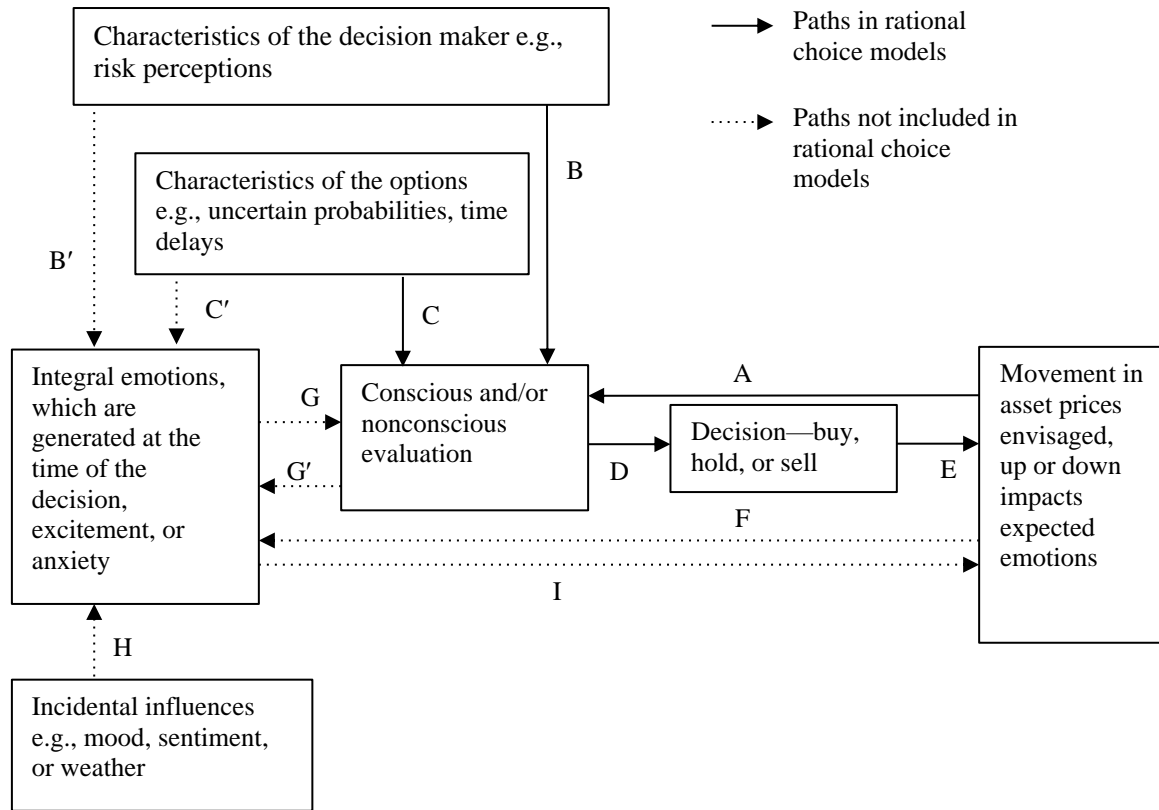 Characteristics of the decision maker e.g.,
risk perceptions
Paths in rational
choice models
Paths not included in
rational choice
models
Characteristics of the options
e.g., uncertain probabilities, time
delays
B
B′
C′
C
Integral emotions,
which are
generated at the
time of the
decision,
excitement, or
anxiety
G
G′
Conscious and/or
nonconscious
evaluation
A
D
Decision—buy,
hold, or sell
E
F
I
Movement in
asset prices
envisaged,
up or down
impacts
expected
emotions
H
Incidental influences
e.g., mood, sentiment,
or weather